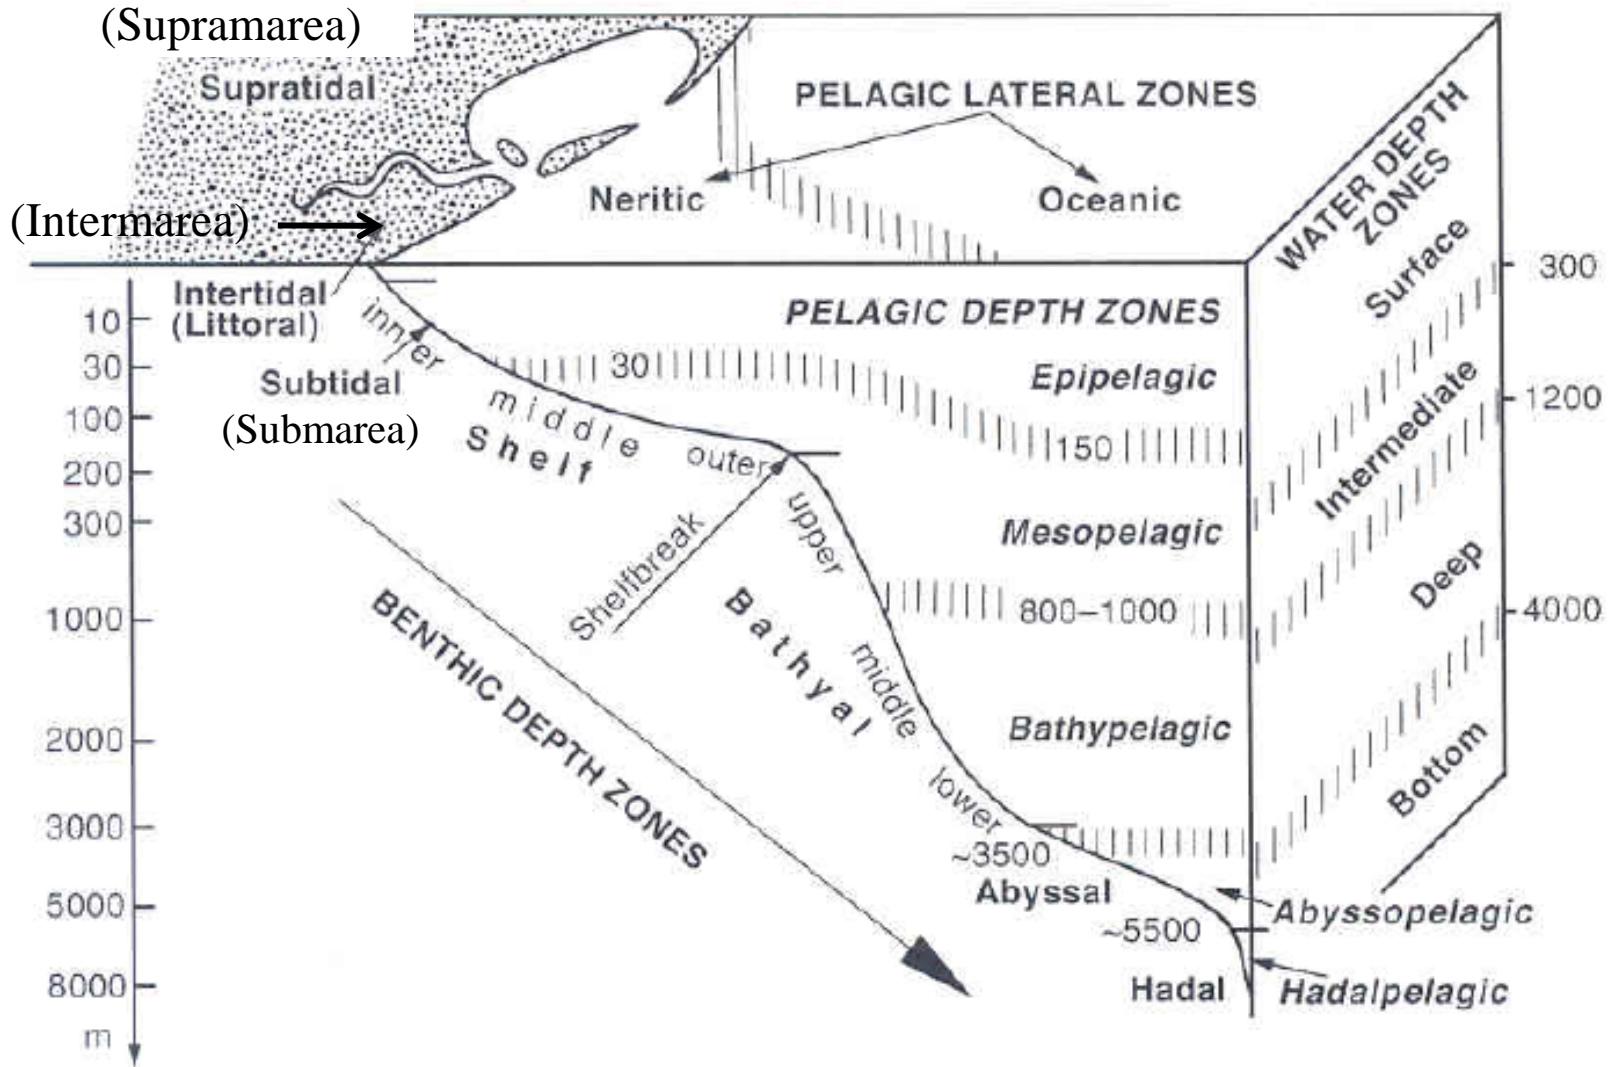 (Supramarea)
Supratidal
PELAGIC LATERAL ZONES
Neritic
Oceanic
(Intermarea)
WATER DEPTH
ZONES
Surface
Intermediate
Deep
Bottom
300
1200
4000
Intertidal
(Littoral)
Subtidal
(Submarea)
10
30
100
200
300
1000
2000
3000
5000
8000
m
inner
middle
outer
Shelf
Shelfbreak
upper
middle
lower
Bathyal
BENTHIC DEPTH ZONES
PELAGIC DEPTH ZONES
30
Epipelagic
150
Mesopelagic
800–1000
Bathypelagic
~3500
Abyssal
Abyssopelagic
~5500
Hadal
Hadalpelagic